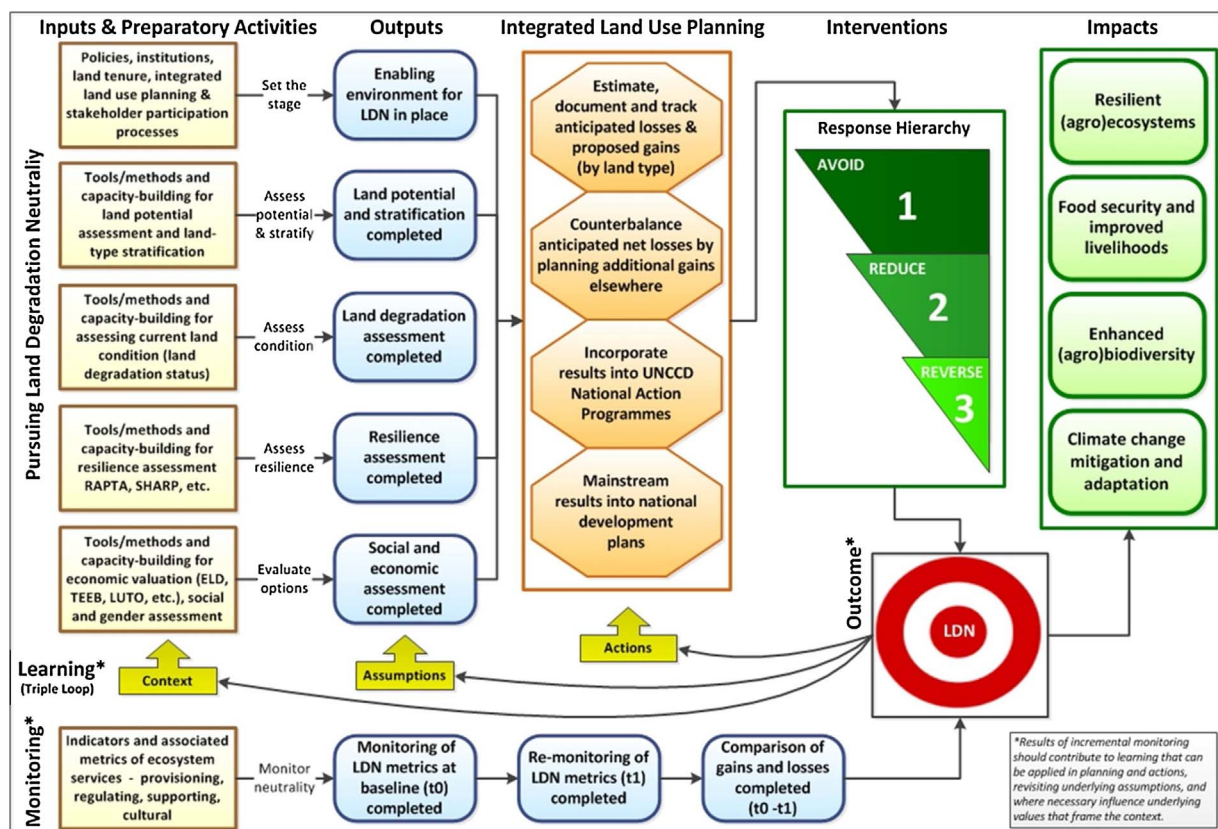 Inputs & Preparatory Activities
Outputs
Integrated Land Use Planning
Interventions
Impacts
Pursuing Land Degradation Neutraliy
Policies, institutions,
land tenure, integrated
land use planning &
stakeholder participation
processes
Set the
stage
Enabling
environment for
LDN in place
Tools/methods and
capacity-building for
land potential
assessment and land-
type stratification
Assess
potential
& stratify
Land potential
and stratification
completed
Tools/methods and
capacity-building for
assessing current land
condition (land
degradation status)
Assess
condition
Land degradation
assessment
completed
Tools/methods and
capacity-building for
resilience assessment
RAPTA, SHARP, etc.
Assess
resilience
Resilience
assessment
completed
Tools/methods and
capacity-building for
economic valuation (ELD,
TEEB, LUTO, etc.), social
and gender assessment
Evaluate
options
Social and
economic
assessment
completed
Estimate,
document and track
anticipated losses &
proposed gains
(by land type)
Counterbalance
anticipated net losses by
planning additional gains
elsewhere
Incorporate
results into UNCCD
National Action
Programmes
Mainstream
results into national
development
plans
Response Hierarchy
AVOID
1
REDUCE
2
REVERSE
3
Resilient
(agro)ecosystems
Food security and
improved
livelihoods
Enhanced
(agro)biodiversity
Climate change
mitigation and
adaptation
Outcome*
LDN
Learning*
(Triple Loop)
Context
Assumptions
Actions
Monitoring*
Indicators and associated
metrics of ecosystem
services - provisioning,
regulating, supporting,
cultural
Monitor
neutrality
Monitoring of
LDN metrics at
baseline (t0)
completed
Re-monitoring of
LDN metrics (t1)
completed
Comparison of
gains and losses
completed
(t0 -t1)
*Results of incremental monitoring
should contribute to learning that can
be applied in planning and actions,
revisiting underlying assumptions, and
where necessary influence underlying
values that frame the context.